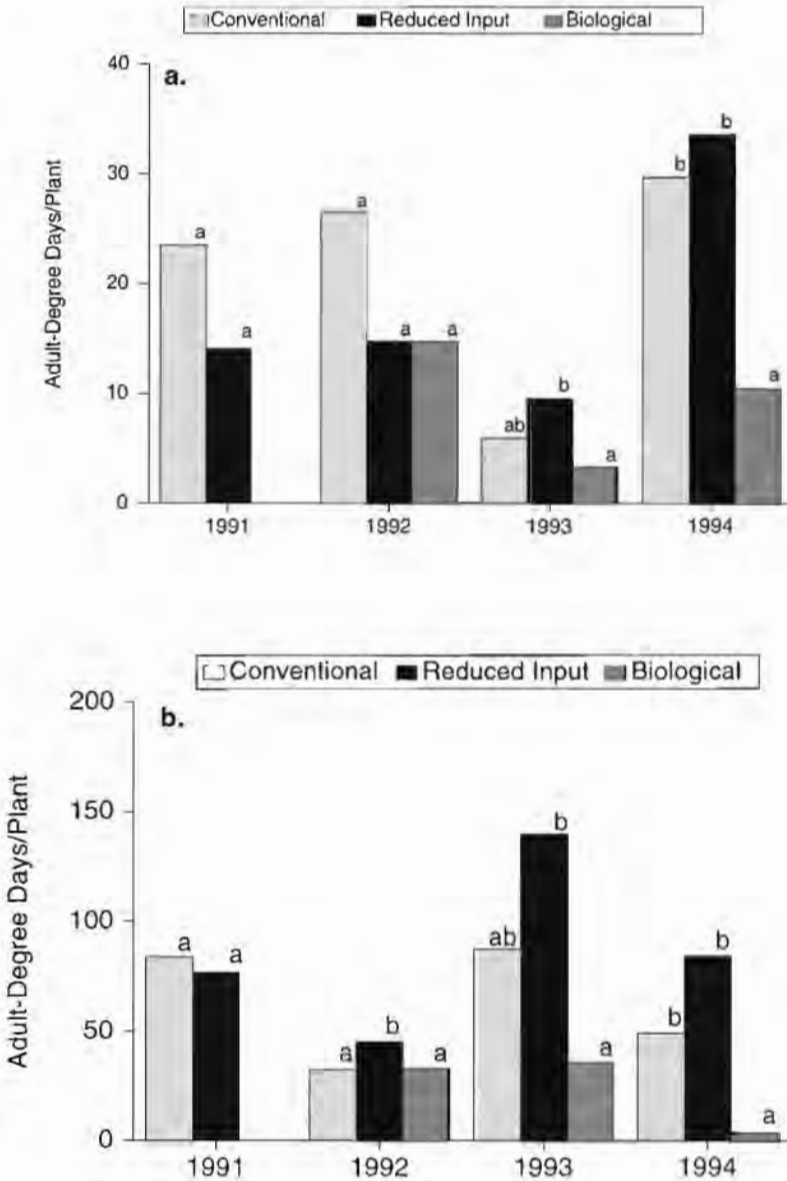 Conventional Reduced Input Biological
a.
40
30
20
10
0
Adult-Degree Days/Plant
a a
a a a
ab b a
b b a
1991 1992 1993 1994
Conventional Reduced Input Biological
b.
200
150
100
50
0
Adult-Degree Days/Plant
a a
a b a
ab b a
b b a
1991 1992 1993 1994